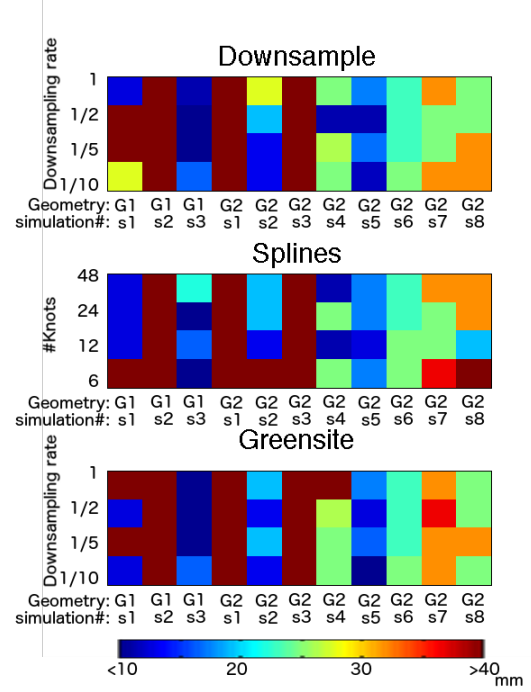 Downsample
Downsampling rate
1
1/2
1/5
1/10
Geometry: G1 G1 G1 G2 G2 G2 G2 G2 G2 G2 G2
simulation#: s1 s2 s3 s1 s2 s3 s4 s5 s6 s7 s8
Splines
#Knots
48
24
12
6
Geometry: G1 G1 G1 G2 G2 G2 G2 G2 G2 G2 G2
simulation#: s1 s2 s3 s1 s2 s3 s4 s5 s6 s7 s8
Greensite
Downsampling rate
1
1/2
1/5
1/10
Geometry: G1 G1 G1 G2 G2 G2 G2 G2 G2 G2 G2
simulation#: s1 s2 s3 s1 s2 s3 s4 s5 s6 s7 s8
<10 20 30 >40
mm